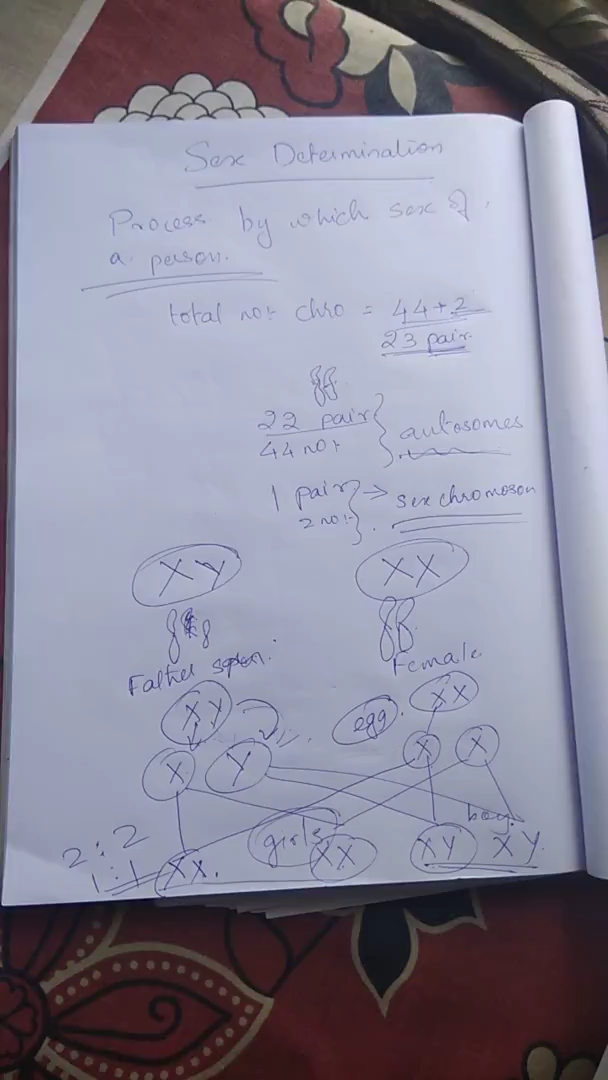 Sex Determination
Process by which sex of
a person.
total no:- chro = 44+2
23 pair.
22 pair
44 no:-
autosomes
1 pair → sex chromoson
2 no:-
XY XX
Father Female
XY egg. XX
X Y X X
2:2 girls boy
1:1 XX. XX XY XY.